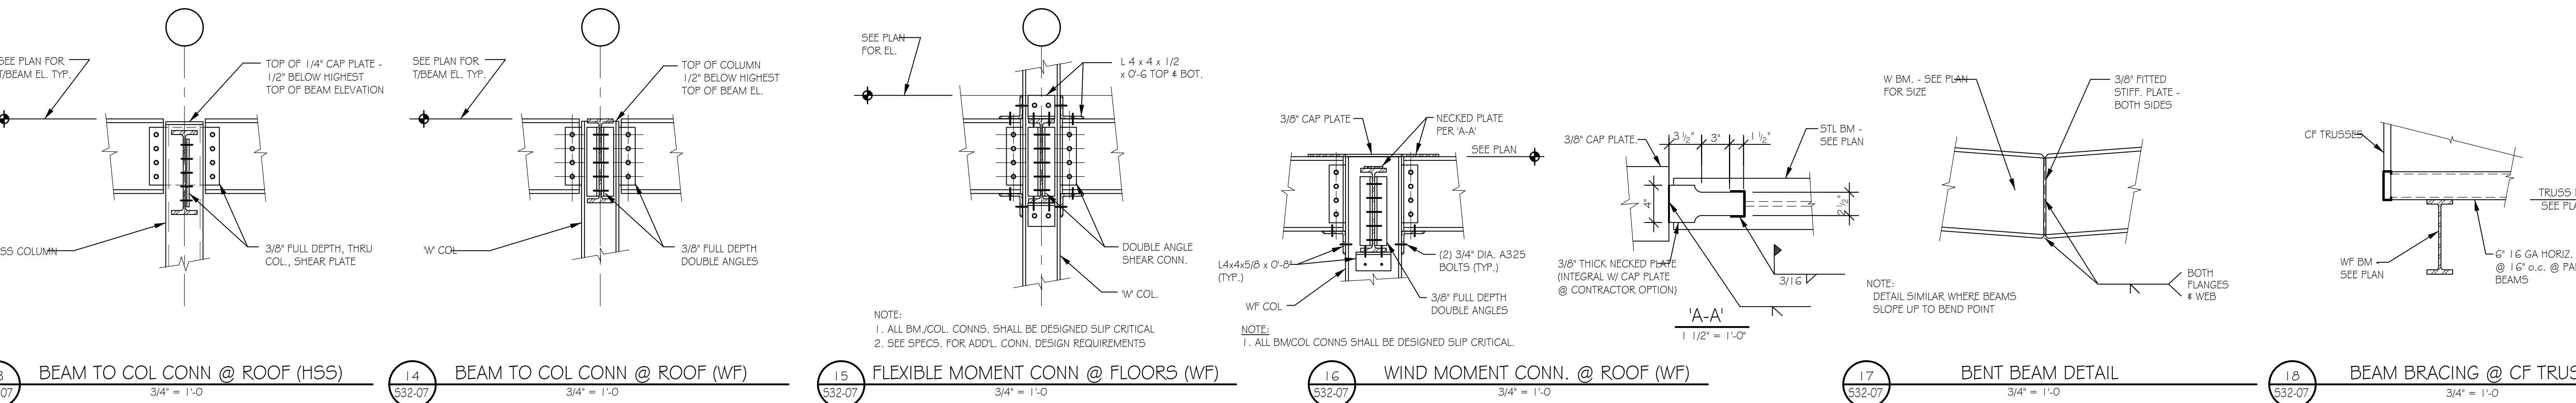 SEE PLAN FOR
T/BEAM EL. TYP.
TOP OF 1/4" CAP PLATE -
1/2" BELOW HIGHEST
TOP OF BEAM ELEVATION
SS COLUMN
3/8" FULL DEPTH, THRU
COL., SHEAR PLATE
S32-07
BEAM TO COL CONN @ ROOF (HSS)
3/4" = 1'-0
SEE PLAN FOR
T/BEAM EL. TYP.
TOP OF COLUMN
1/2" BELOW HIGHEST
TOP OF BEAM EL.
'W' COL
3/8" FULL DEPTH
DOUBLE ANGLES
14
S32-07
BEAM TO COL CONN @ ROOF (WF)
3/4" = 1'-0
SEE PLAN
FOR EL.
L 4 x 4 x 1/2
x 0'-6 TOP & BOT.
DOUBLE ANGLE
SHEAR CONN.
'W' COL.
NOTE:
1. ALL BM./COL. CONNS. SHALL BE DESIGNED SLIP CRITICAL
2. SEE SPECS. FOR ADD'L. CONN. DESIGN REQUIREMENTS
15
S32-07
FLEXIBLE MOMENT CONN @ FLOORS (WF)
3/4" = 1'-0
3/8" CAP PLATE
NECKED PLATE
PER 'A-A'
SEE PLAN
L4x4x5/8 x 0'-8"
(TYP.)
(2) 3/4" DIA. A325
BOLTS (TYP.)
WF COL
3/8" FULL DEPTH
DOUBLE ANGLES
NOTE:
1. ALL BM/COL CONNS SHALL BE DESIGNED SLIP CRITICAL.
3/8" CAP PLATE.
3 1/2"
3"
1 1/2"
STL BM -
SEE PLAN
4"
2 1/2"
3/8" THICK NECKED PLATE
(INTEGRAL W/ CAP PLATE
@ CONTRACTOR OPTION)
3/16
'A-A'
1 1/2" = 1'-0"
16
S32-07
WIND MOMENT CONN. @ ROOF (WF)
3/4" = 1'-0
W BM. - SEE PLAN
FOR SIZE
3/8" FITTED
STIFF. PLATE -
BOTH SIDES
BOTH
FLANGES
& WEB
NOTE:
DETAIL SIMILAR WHERE BEAMS
SLOPE UP TO BEND POINT
17
S32-07
BENT BEAM DETAIL
3/4" = 1'-0
CF TRUSSES
TRUSS
SEE PLA
WF BM -
SEE PLAN
6" 16 GA HORIZ.
@ 16" o.c. @ PA
BEAMS
18
S32-07
BEAM BRACING @ CF TRUS
3/4" = 1'-0